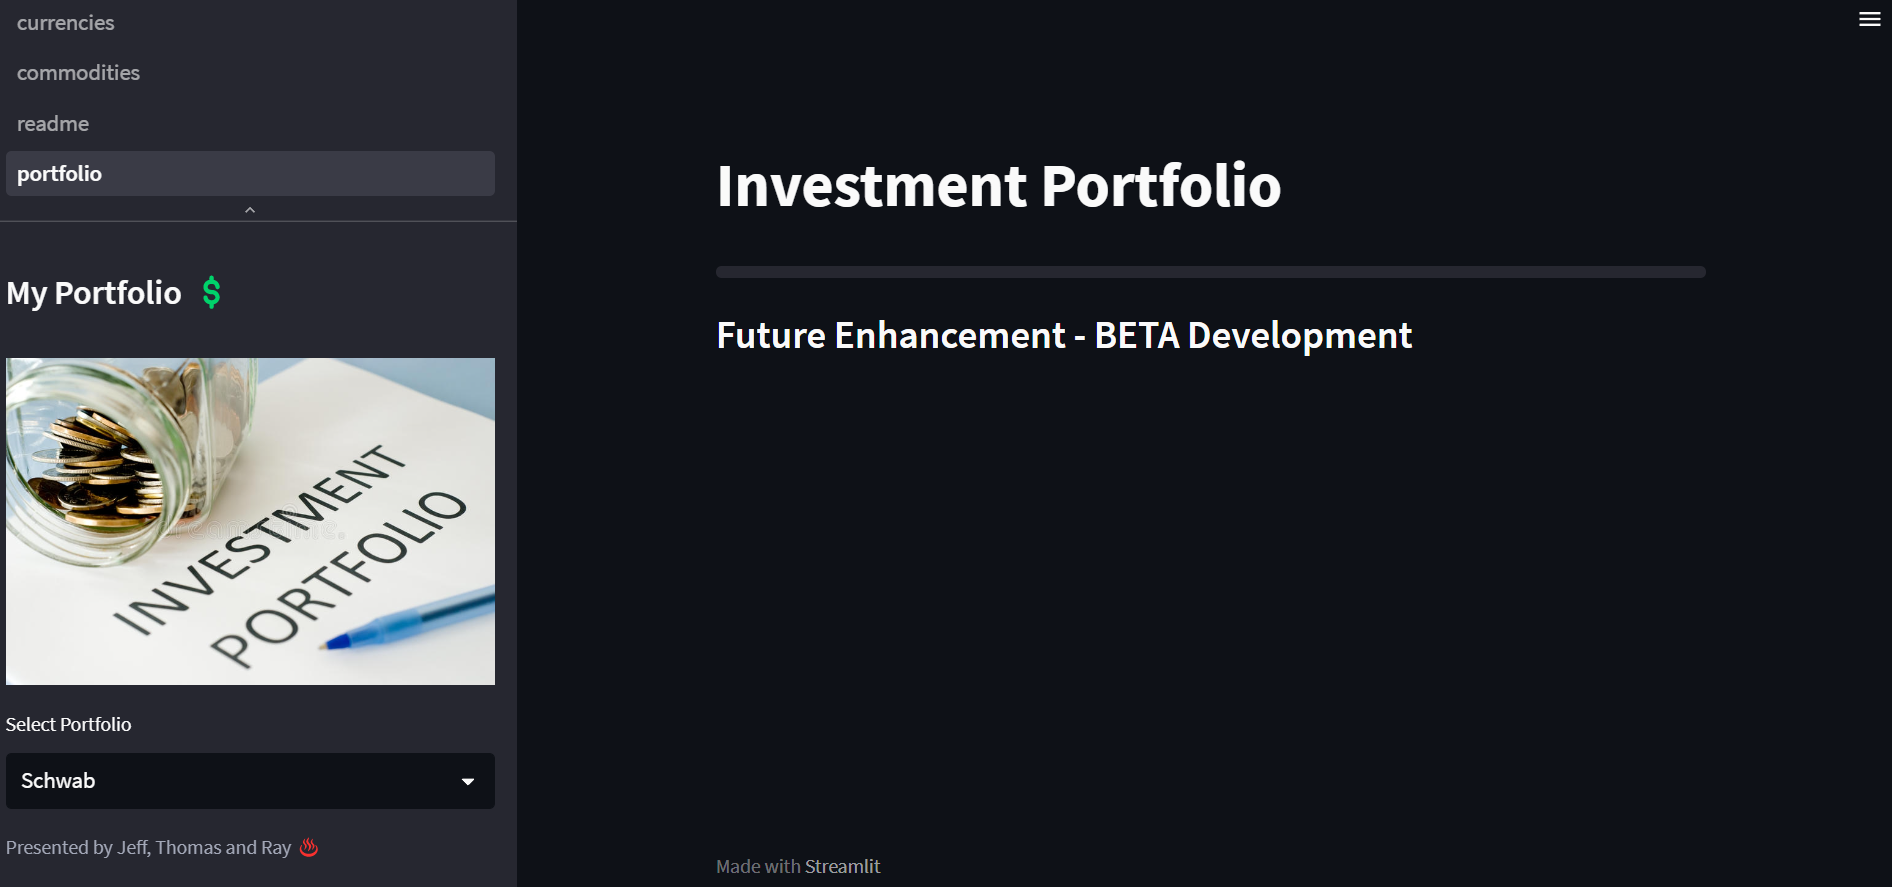 currencies
commodities
readme
portfolio
My Portfolio
INVESTMENT
PORTFOLIO
dreamstime.
Select Portfolio
Schwab
Presented by Jeff, Thomas and Ray
Investment Portfolio
Future Enhancement - BETA Development
Made with Streamlit